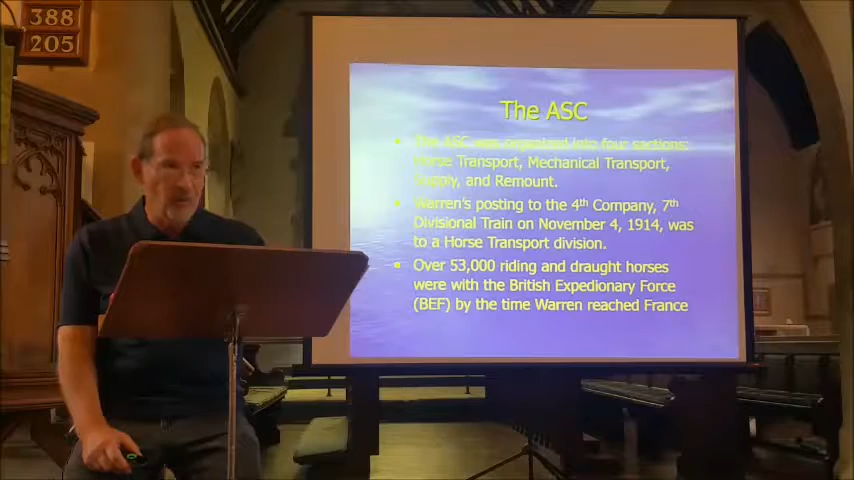 388
205
The ASC
• The ASC was organized into four sections:
Horse Transport, Mechanical Transport,
Supply, and Remount.
• Warren's posting to the 4th Company, 7th
Divisional Train on November 4, 1914, was
to a Horse Transport division.
• Over 53,000 riding and draught horses
were with the British Expeditionary Force
(BEF) by the time Warren reached France